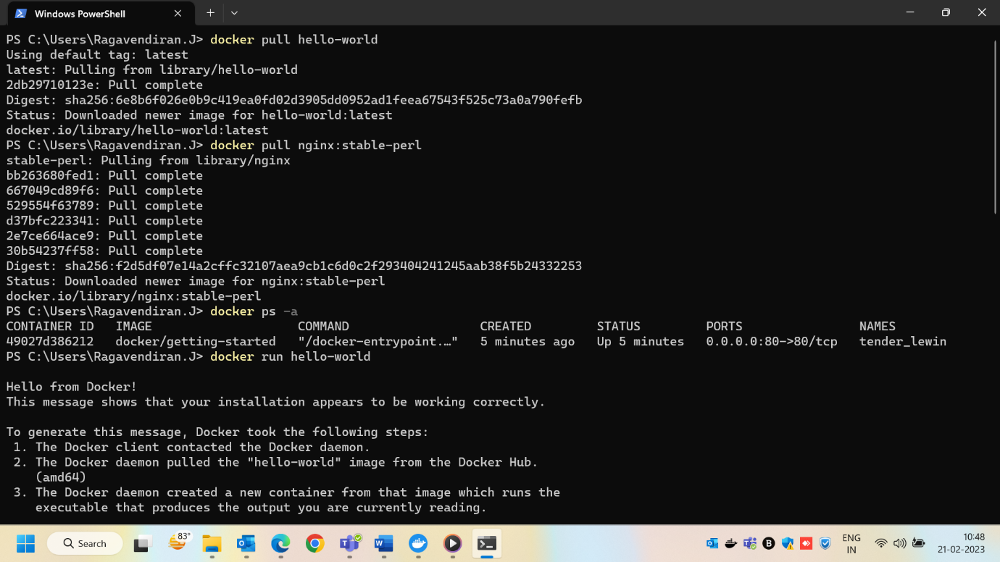 Windows PowerShell
PS C:\Users\Ragavendiran.J> docker pull hello-world
Using default tag: latest
latest: Pulling from library/hello-world
2db29710123e: Pull complete
Digest: sha256:6e8b6f026e0b9c419ea0fd02d3905dd0952ad1feea67543f525c73a0a790fefb
Status: Downloaded newer image for hello-world:latest
docker.io/library/hello-world:latest
PS C:\Users\Ragavendiran.J> docker pull nginx:stable-perl
stable-perl: Pulling from library/nginx
bb263680fed1: Pull complete
667049cd89f6: Pull complete
529554f63789: Pull complete
d37bfc223341: Pull complete
2e7ce664ace9: Pull complete
30b54237ff58: Pull complete
Digest: sha256:f2d5df07e14a2cffc32107aea9cb1c6d0c2f293404241245aab38f5b24332253
Status: Downloaded newer image for nginx:stable-perl
docker.io/library/nginx:stable-perl
PS C:\Users\Ragavendiran.J> docker ps -a
CONTAINER ID   IMAGE                    COMMAND                  CREATED         STATUS         PORTS                NAMES
49027d386212   docker/getting-started   "/docker-entrypoint.…"   5 minutes ago   Up 5 minutes   0.0.0.0:80->80/tcp   tender_lewin
PS C:\Users\Ragavendiran.J> docker run hello-world
Hello from Docker!
This message shows that your installation appears to be working correctly.
To generate this message, Docker took the following steps:
 1. The Docker client contacted the Docker daemon.
 2. The Docker daemon pulled the "hello-world" image from the Docker Hub.
    (amd64)
 3. The Docker daemon created a new container from that image which runs the
    executable that produces the output you are currently reading.
Search
83°
ENG
IN
10:48
21-02-2023